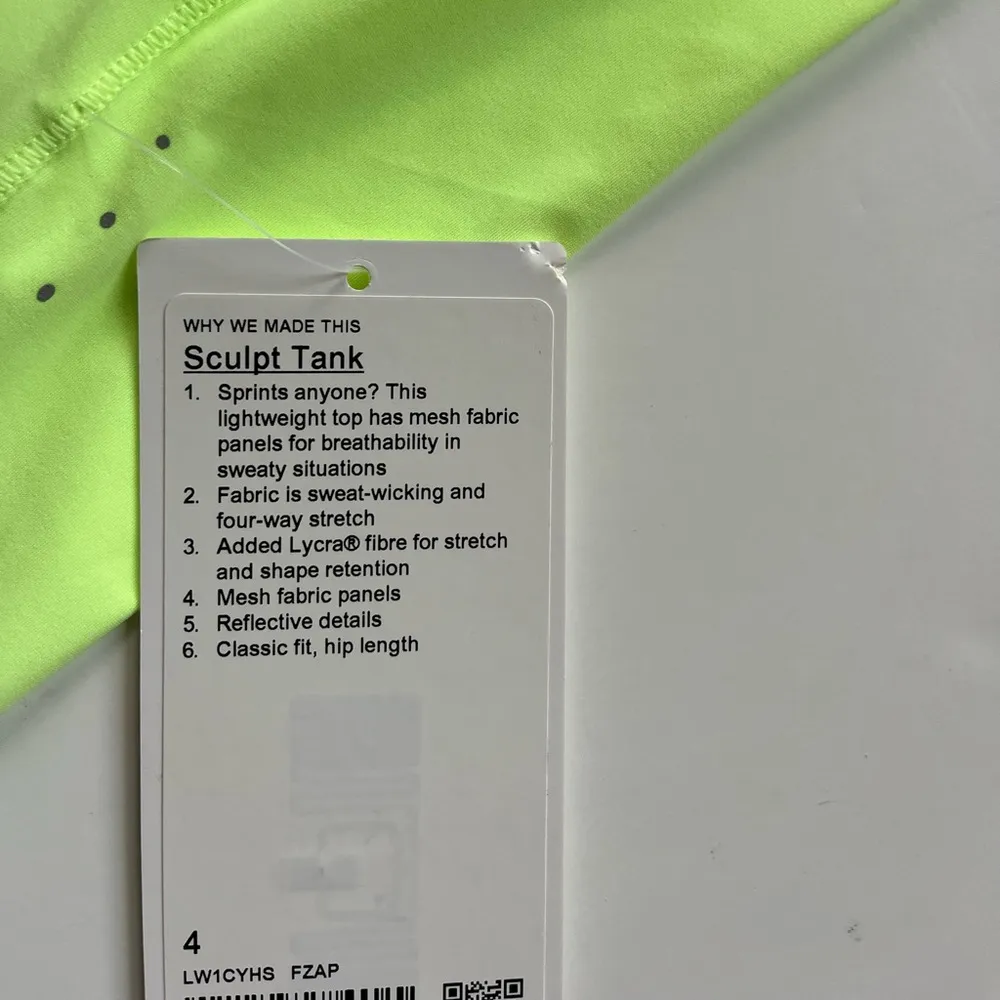 WHY WE MADE THIS
Sculpt Tank
1. Sprints anyone? This
lightweight top has mesh fabric
panels for breathability in
sweaty situations
2. Fabric is sweat-wicking and
four-way stretch
3. Added Lycra® fibre for stretch
and shape retention
4. Mesh fabric panels
5. Reflective details
6. Classic fit, hip length
4
LW1CYHS FZAP